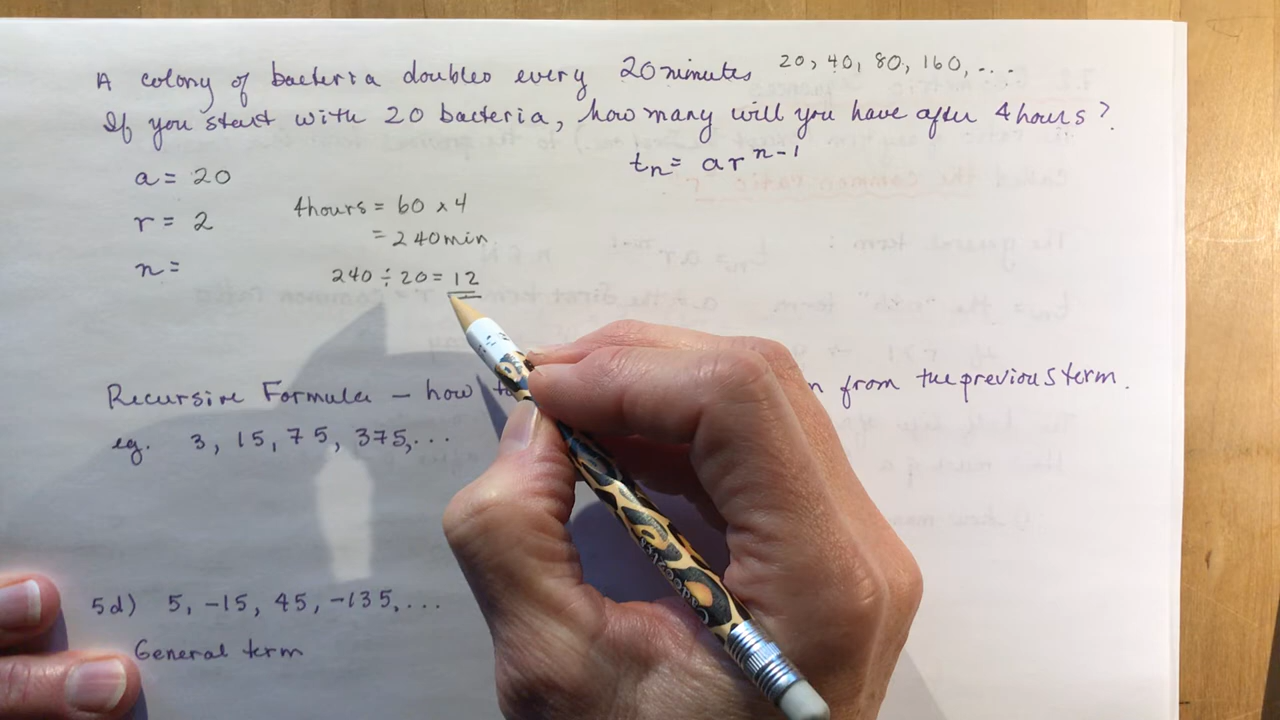 A colony of bacteria doubles every 20 minutes 20, 40, 80, 160, ...
If you start with 20 bacteria, how many will you have after 4 hours?
tn = ar^n-1
a = 20
r = 2
n =
4 hours = 60 x 4
= 240 min
240 ÷ 20 = 12
Recursive Formula - how from the previous term.
eg. 3, 15, 75, 375, ...
5d) 5, -15, 45, -135, ...
General term